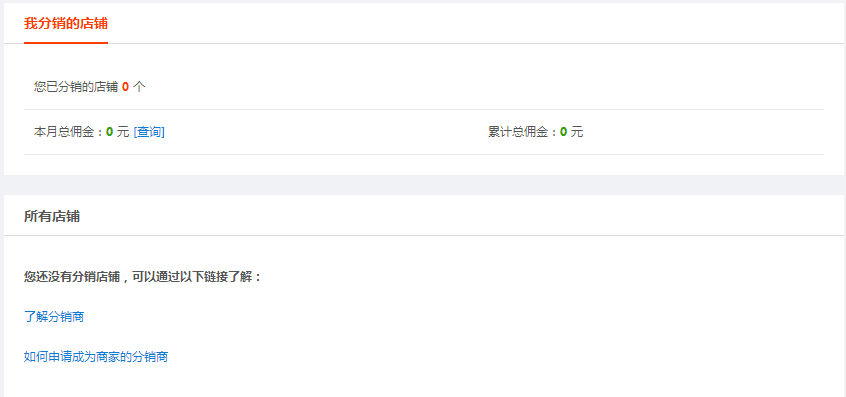 我分销的店铺
您已分销的店铺 0 个
本月总佣金：0 元 [查询] 累计总佣金：0 元
所有店铺
您还没有分销店铺，可以通过以下链接了解：
了解分销商
如何申请成为商家的分销商